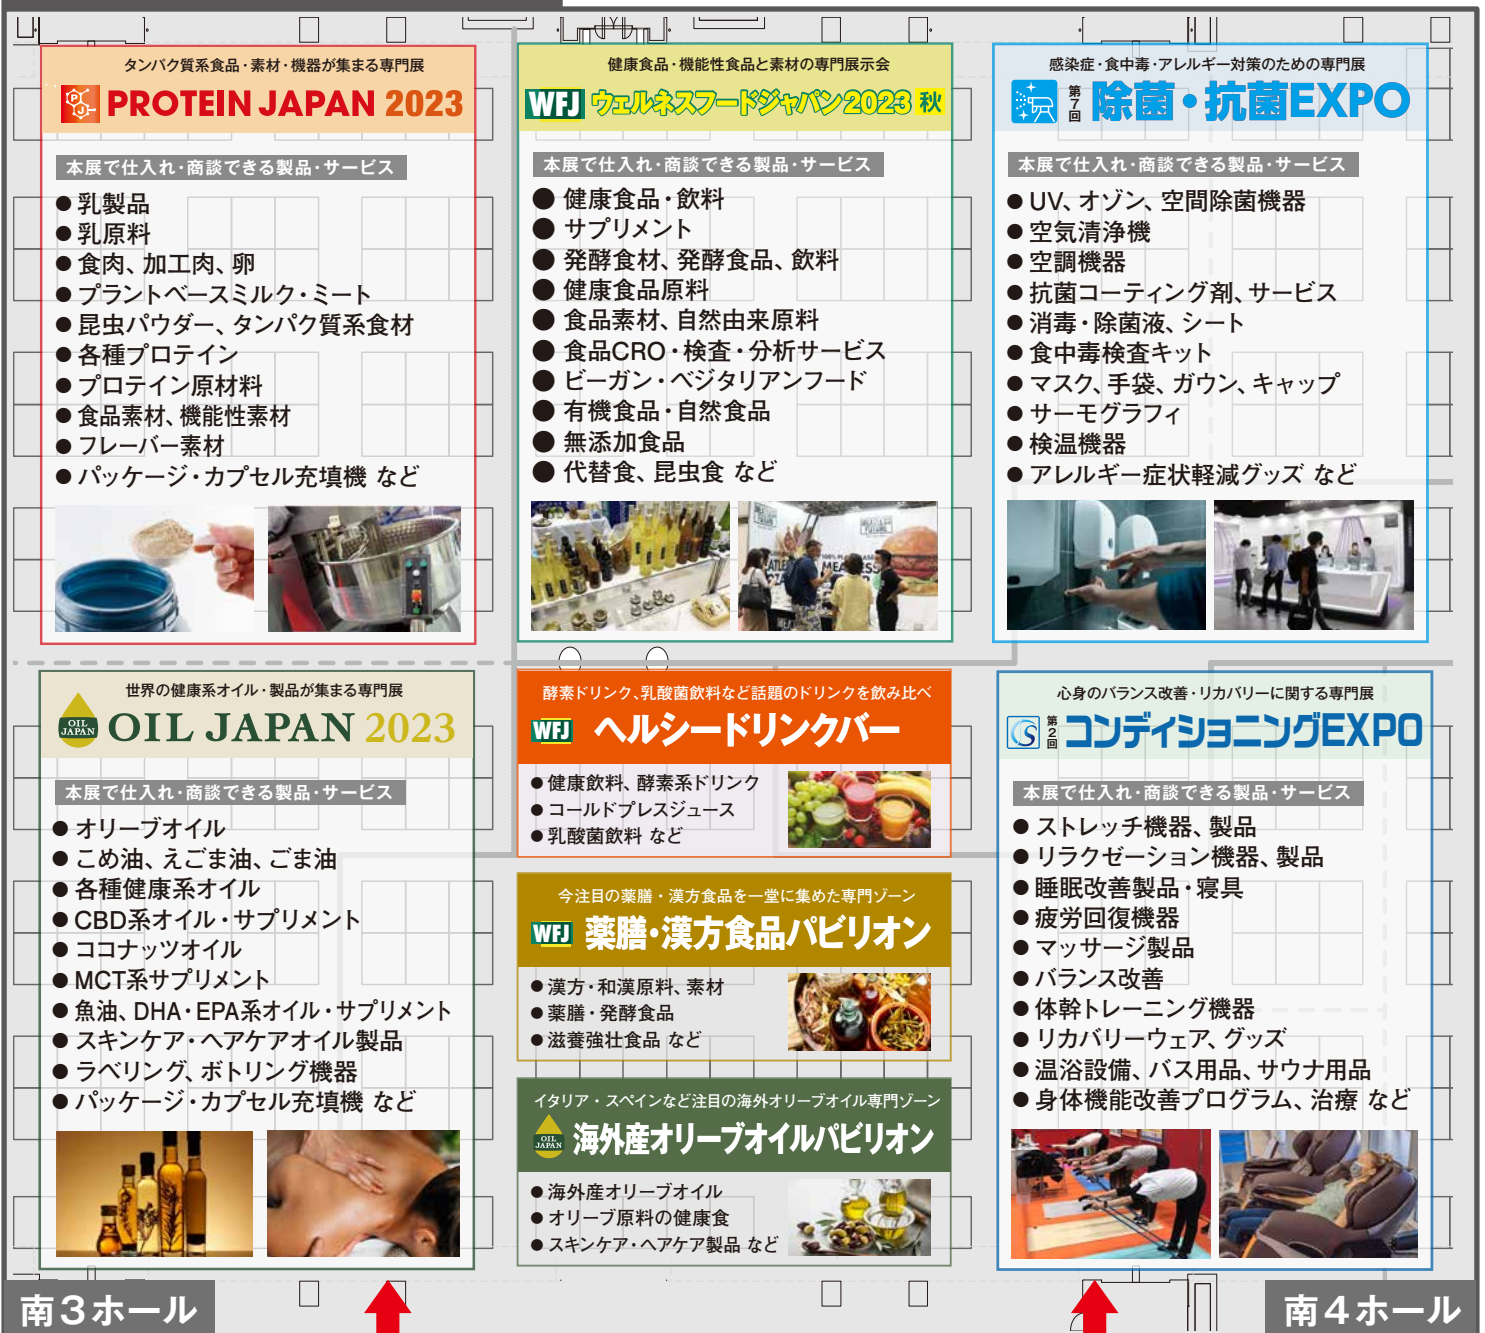 タンパク質系食品・素材・機器が集まる専門展
PJ PROTEIN JAPAN 2023
本展で仕入れ・商談できる製品・サービス
●乳製品
●乳原料
●食肉、加工肉、卵
●プラントベースミルク・ミート
●昆虫パウダー、タンパク質系食材
●各種プロテイン
●プロテイン原材料
●食品素材、機能性素材
●フレーバー素材
●パッケージ・カプセル充填機 など
健康食品・機能性食品と素材の専門展示会
WFJ ウェルネスフードジャパン2023 秋
本展で仕入れ・商談できる製品・サービス
●健康食品・飲料
●サプリメント
●発酵食材、発酵食品、飲料
●健康食品原料
●食品素材、自然由来原料
●食品CRO・検査・分析サービス
●ビーガン・ベジタリアンフード
●有機食品・自然食品
●無添加食品
●代替食、昆虫食 など
感染症・食中毒・アレルギー対策のための専門展
第7回 除菌・抗菌EXPO
本展で仕入れ・商談できる製品・サービス
●UV、オゾン、空間除菌機器
●空気清浄機
●空調機器
●抗菌コーティング剤、サービス
●消毒・除菌液、シート
●食中毒検査キット
●マスク、手袋、ガウン、キャップ
●サーモグラフィ
●検温機器
●アレルギー症状軽減グッズ など
世界の健康系オイル・製品が集まる専門展
OIL JAPAN OIL JAPAN 2023
本展で仕入れ・商談できる製品・サービス
●オリーブオイル
●こめ油、えごま油、ごま油
●各種健康系オイル
●CBD系オイル・サプリメント
●ココナッツオイル
●MCT系サプリメント
●魚油、DHA・EPA系オイル・サプリメント
●スキンケア・ヘアケアオイル製品
●ラベリング、ボトリング機器
●パッケージ・カプセル充填機 など
酵素ドリンク、乳酸菌飲料など話題のドリンクを飲み比べ
WFJ ヘルシードリンクバー
●健康飲料、酵素系ドリンク
●コールドプレスジュース
●乳酸菌飲料 など
今注目の薬膳・漢方食品を一堂に集めた専門ゾーン
WFJ 薬膳・漢方食品パビリオン
●漢方・和漢原料、素材
●薬膳・発酵食品
●滋養強壮食品 など
イタリア・スペインなど注目の海外オリーブオイル専門ゾーン
OIL JAPAN 海外産オリーブオイルパビリオン
●海外産オリーブオイル
●オリーブ原料の健康食
●スキンケア・ヘアケア製品 など
心身のバランス改善・リカバリーに関する専門展
第2回 コンディショニングEXPO
本展で仕入れ・商談できる製品・サービス
●ストレッチ機器、製品
●リラクゼーション機器、製品
●睡眠改善製品・寝具
●疲労回復機器
●マッサージ製品
●バランス改善
●体幹トレーニング機器
●リカバリーウェア、グッズ
●温浴設備、バス用品、サウナ用品
●身体機能改善プログラム、治療 など
南3ホール
南4ホール